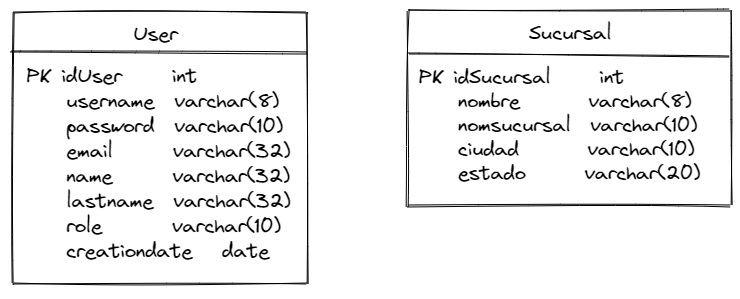 User
PK idUser int
username varchar(8)
password varchar(10)
email varchar(32)
name varchar(32)
lastname varchar(32)
role varchar(10)
creationdate date
Sucursal
PK idSucursal int
nombre varchar(8)
nomsucursal varchar(10)
ciudad varchar(10)
estado varchar(20)